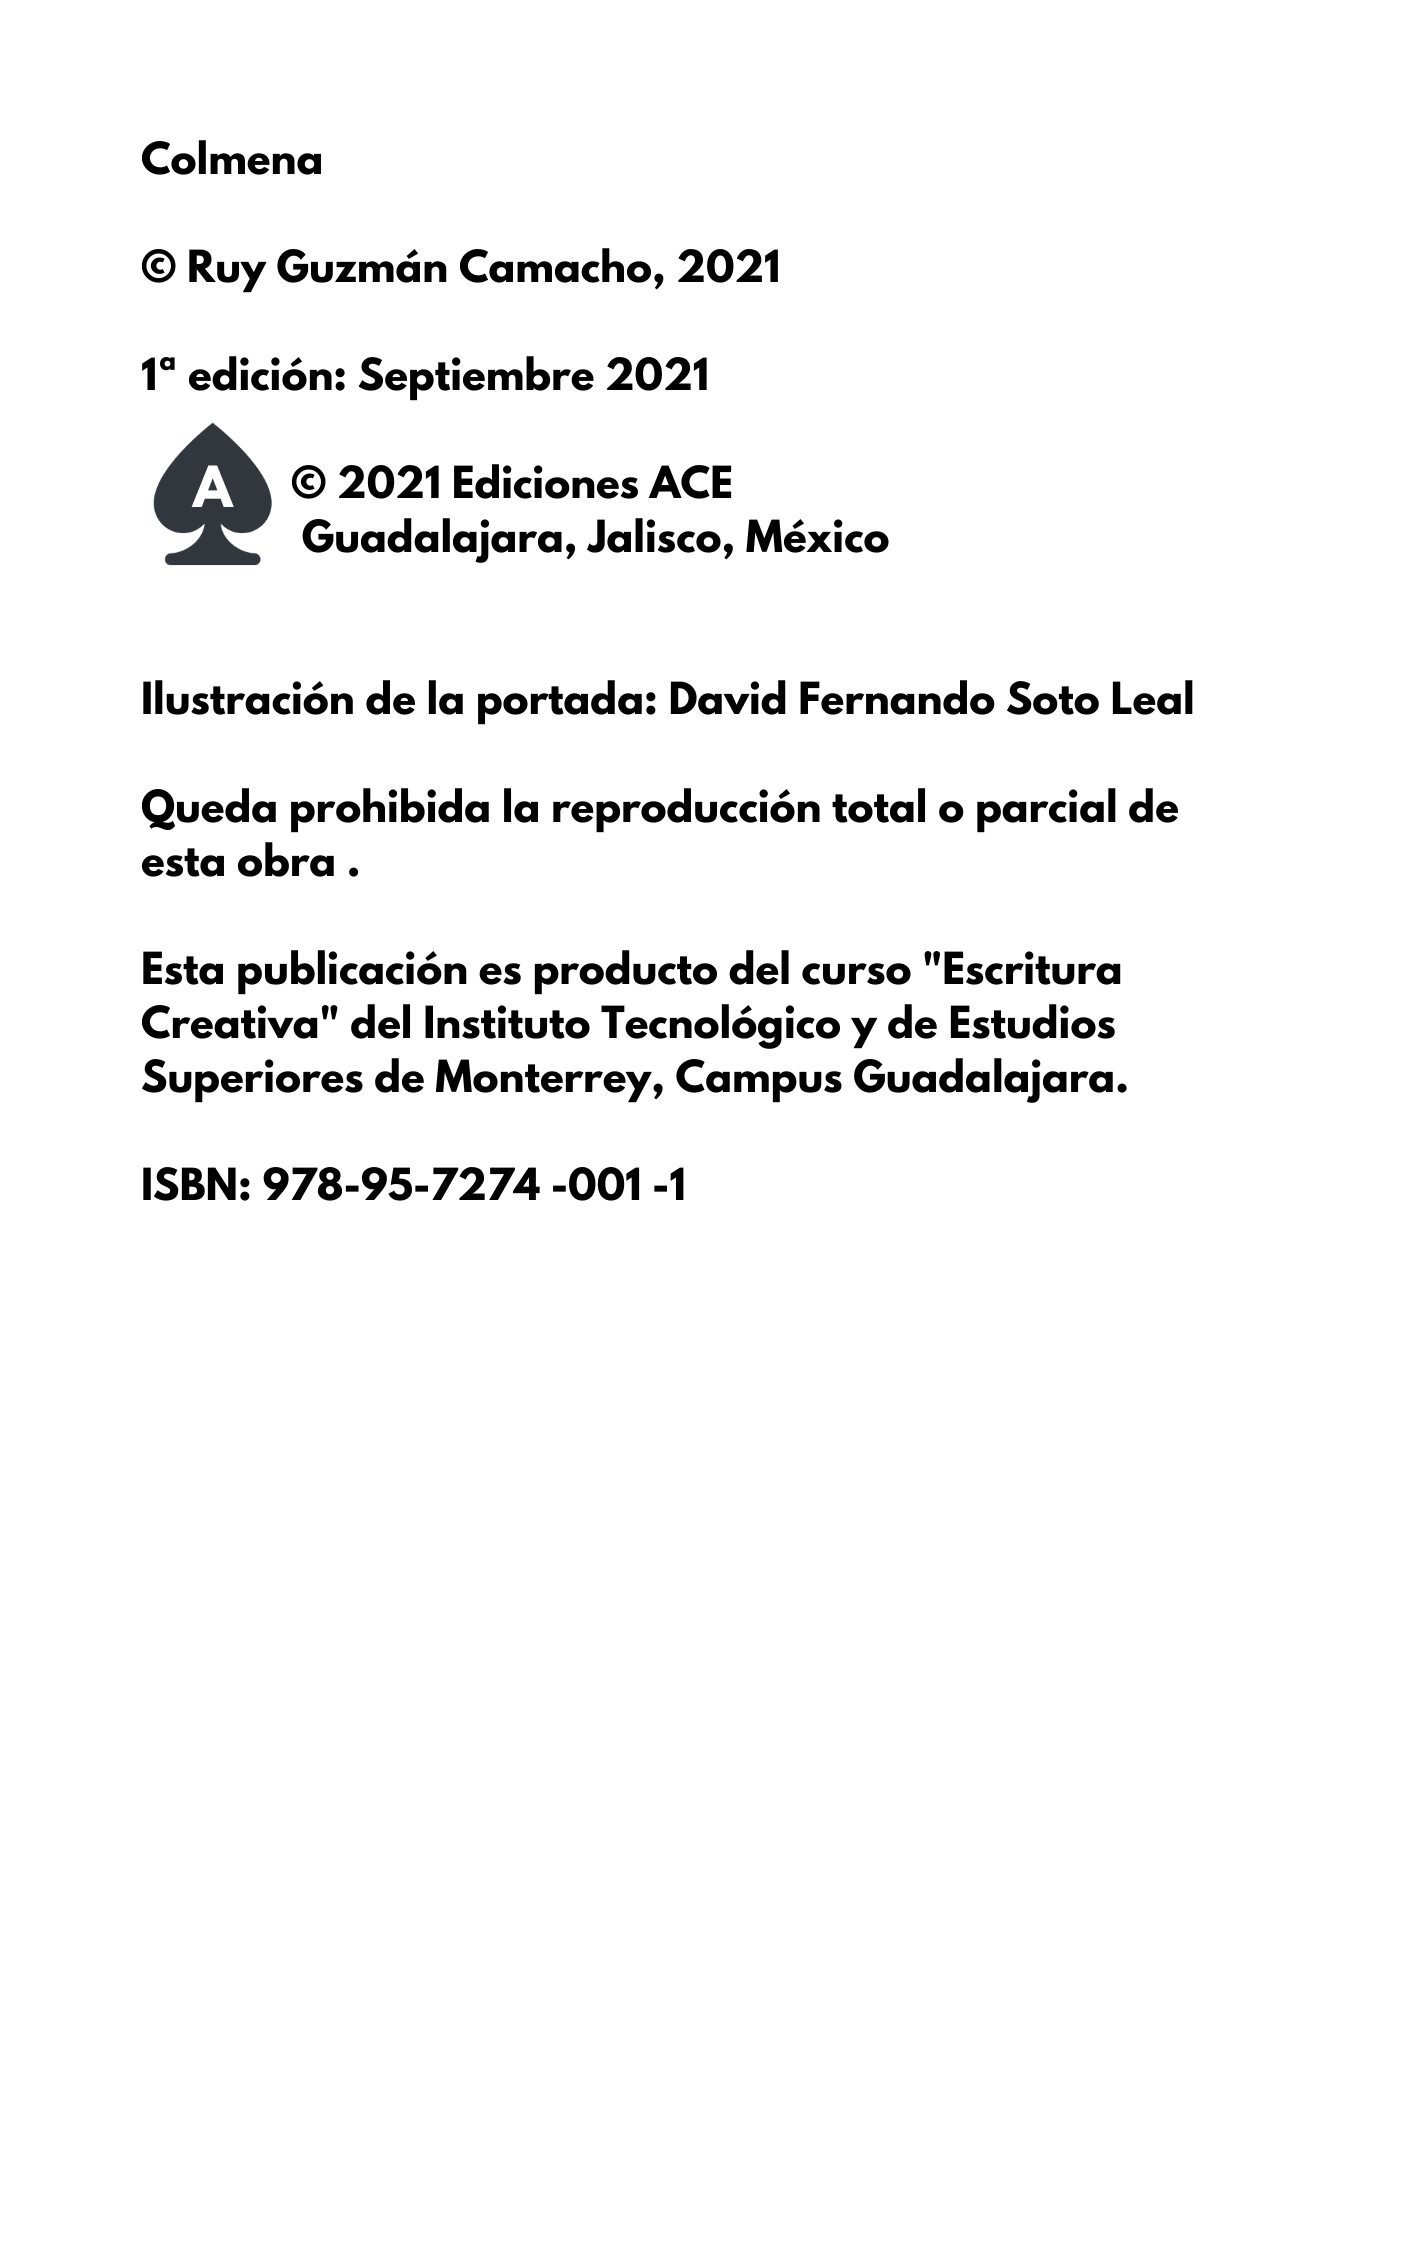 Colmena
© Ruy Guzmán Camacho, 2021
1ª edición: Septiembre 2021
A
© 2021 Ediciones ACE
Guadalajara, Jalisco, México
Ilustración de la portada: David Fernando Soto Leal
Queda prohibida la reproducción total o parcial de
esta obra .
Esta publicación es producto del curso "Escritura
Creativa" del Instituto Tecnológico y de Estudios
Superiores de Monterrey, Campus Guadalajara.
ISBN: 978-95-7274 -001 -1